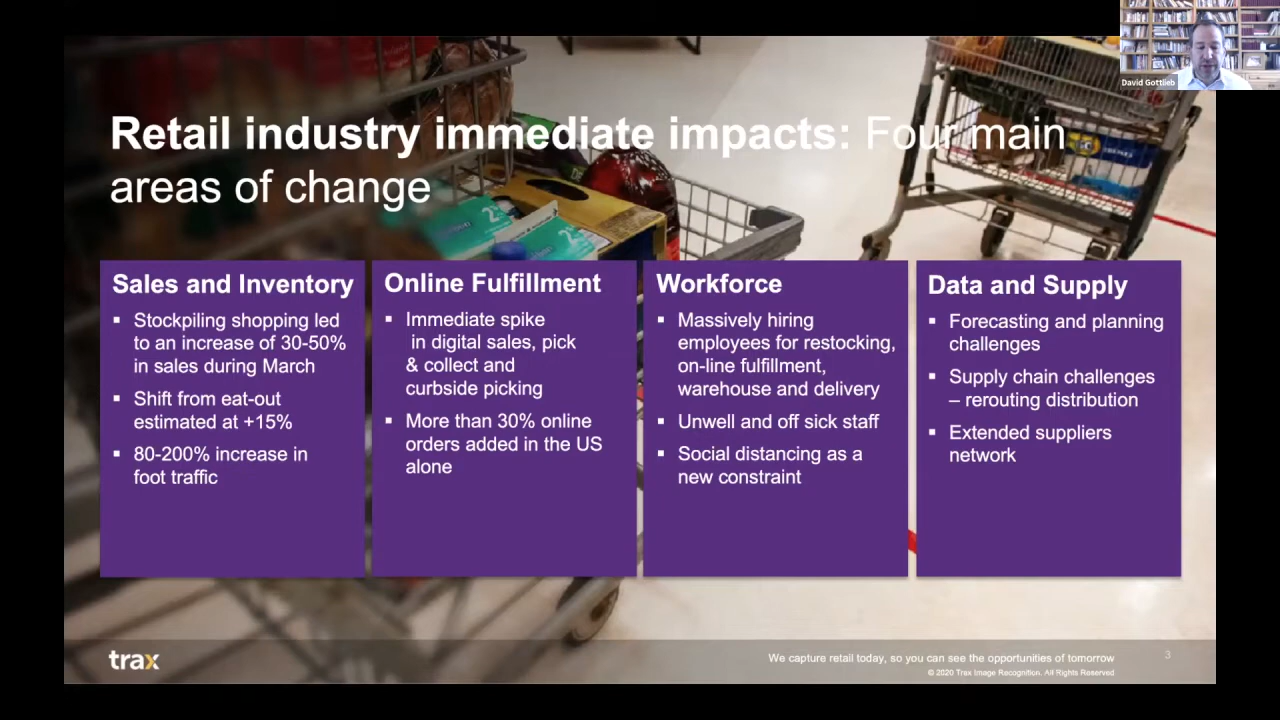 David Gottlieb
Retail industry immediate impacts: Four main
areas of change
Sales and Inventory
▪ Stockpiling shopping led
to an increase of 30-50%
in sales during March
▪ Shift from eat-out
estimated at +15%
▪ 80-200% increase in
foot traffic
Online Fulfillment
▪ Immediate spike
in digital sales, pick
& collect and
curbside picking
▪ More than 30% online
orders added in the US
alone
Workforce
▪ Massively hiring
employees for restocking,
on-line fulfillment,
warehouse and delivery
▪ Unwell and off sick staff
▪ Social distancing as a
new constraint
Data and Supply
▪ Forecasting and planning
challenges
▪ Supply chain challenges
– rerouting distribution
▪ Extended suppliers
network
trax
We capture retail today, so you can see the opportunities of tomorrow
© 2020 Trax Image Recognition. All Rights Reserved
3